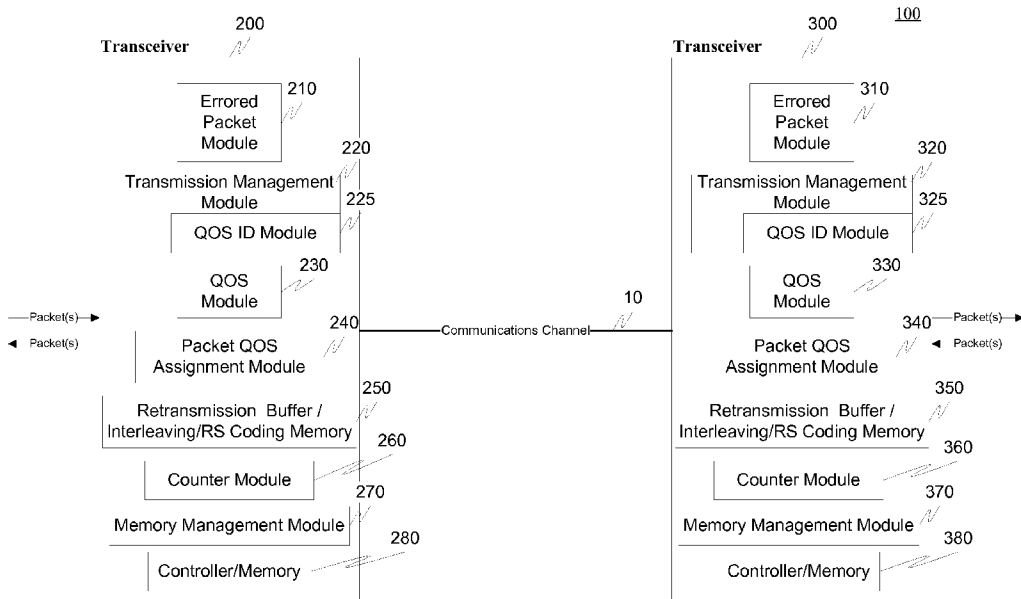 100
200
Transceiver
210
Errored
Packet
Module
220
Transmission Management
Module
225
QOS ID Module
230
QOS
Module
Packet(s)
Packet(s)
240
Packet QOS
Assignment Module
250
Retransmission Buffer /
Interleaving/RS Coding Memory
260
Counter Module
270
Memory Management Module
280
Controller/Memory
10
Communications Channel
300
Transceiver
310
Errored
Packet
Module
320
Transmission Management
Module
325
QOS ID Module
330
QOS
Module
340
Packet(s)
Packet(s)
Packet QOS
Assignment Module
350
Retransmission Buffer /
Interleaving/RS Coding Memory
360
Counter Module
370
Memory Management Module
380
Controller/Memory